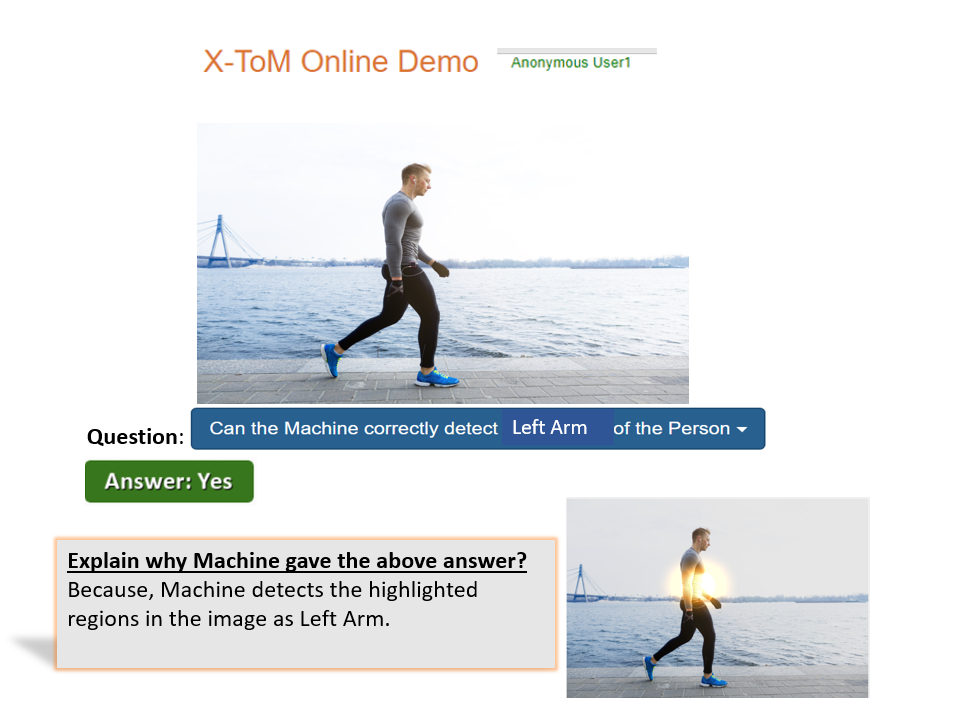 X-ToM Online Demo
Anonymous User1
Question: Can the Machine correctly detect Left Arm of the Person
Answer: Yes
Explain why Machine gave the above answer?
Because, Machine detects the highlighted
regions in the image as Left Arm.